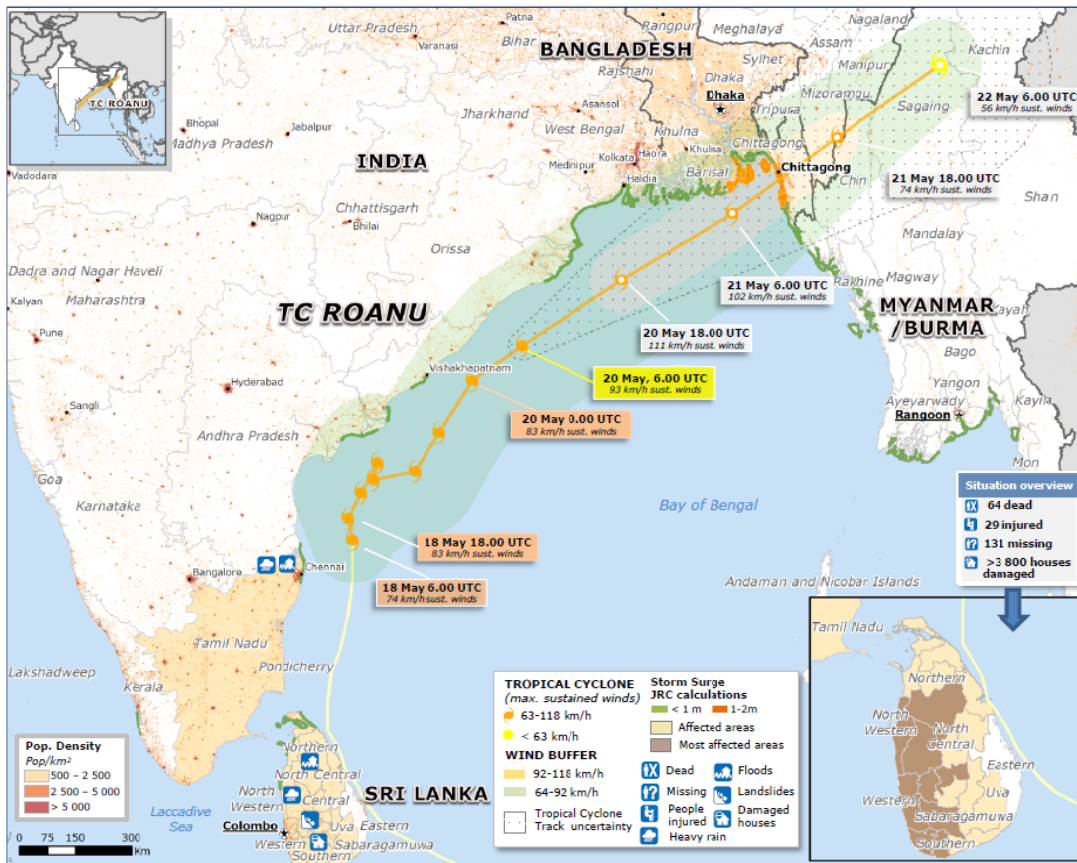 TC ROANU
Uttar Pradesh
Patna
Bihar
Varanasi
Rangpur
Meghalaya
Nagaland
Assam
Kachin
BANGLADESH
Rajshahi
Sylhet
Manipur
Dhaka
Dhaka
Tripura
Mizoramgu
Sagaing
22 May 6.00 UTC
56 km/h sust. winds
Jharkhand
Asansol
Bhopal
Madhya Pradesh
Jabalpur
West Bengal
Khulna
Khulna
Chittagong
INDIA
Kolkata
Haora
Medinipur
Haldia
Barisal
Chittagong
Chin
21 May 18.00 UTC
74 km/h sust. winds
Vadodara
Shan
Nagpur
Chhattisgarh
Bhilai
Orissa
Mandalay
Dadra and Nagar Haveli
Maharashtra
Kalyan
Magway
Rakhine
21 May 6.00 UTC
102 km/h sust. winds
TC ROANU
MYANMAR
/BURMA
Kayah
Pune
20 May 18.00 UTC
111 km/h sust. winds
Bago
Vishakhapatnam
Hyderabad
Yangon
20 May, 6.00 UTC
93 km/h sust. winds
Ayeyarwady
Kayin
Sangli
Rangoon
20 May 0.00 UTC
83 km/h sust. winds
Andhra Pradesh
Mon
Goa
Karnataka
Bay of Bengal
Situation overview
64 dead
29 injured
131 missing
>3 800 houses
damaged
18 May 18.00 UTC
83 km/h sust. winds
Bangalore
Chennai
18 May 6.00 UTC
74 km/h sust. winds
Andaman and Nicobar Islands
Tamil Nadu
Lakshadweep
Pondicherry
Kerala
TROPICAL CYCLONE
(max. sustained winds)
63-118 km/h
< 63 km/h
WIND BUFFER
92-118 km/h
64-92 km/h
Tropical Cyclone
Track uncertainty
Storm Surge
JRC calculations
< 1 m
1-2m
Affected areas
Most affected areas
Dead
Floods
Missing
Landslides
People
injured
Damaged
houses
Heavy rain
Pop. Density
Pop/km²
500 – 2 500
2 500 – 5 000
> 5 000
Laccadive
Sea
0 75 150 300
Km
Northern
North Central
North
Western
Central
SRI LANKA
Colombo
Uva
Eastern
Western
Sabaragamuwa
Southern
Tamil Nadu
Northern
North
Western
North
Central
Eastern
Western
Uva
Sabaragamuwa
Southern